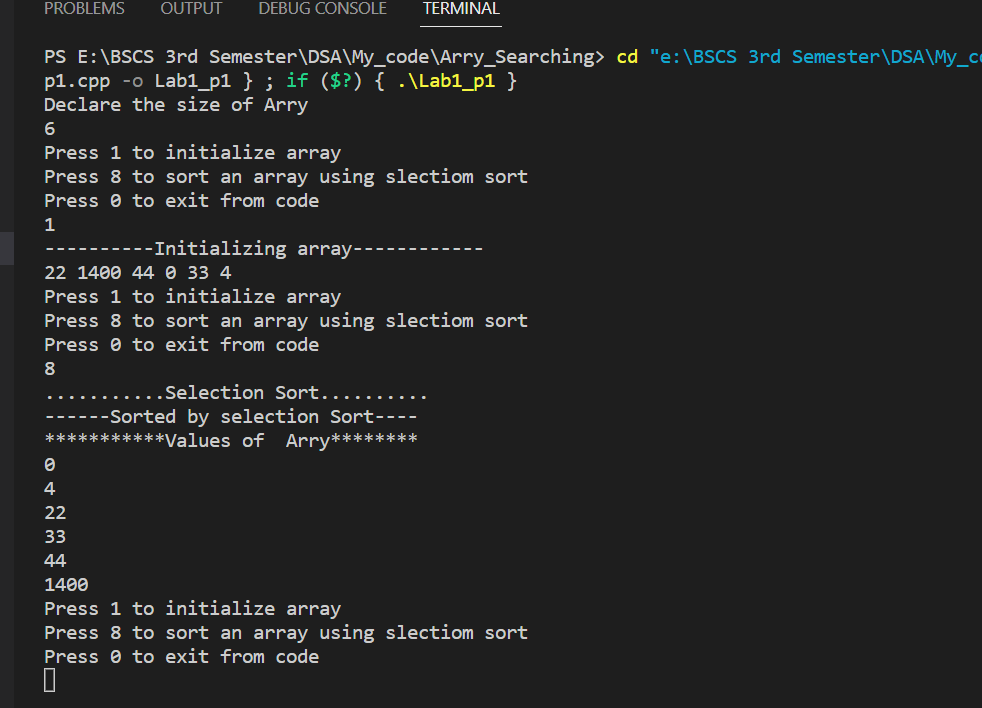 PROBLEMS OUTPUT DEBUG CONSOLE TERMINAL
PS E:\BSCS 3rd Semester\DSA\My_code\Arry_Searching> cd "e:\BSCS 3rd Semester\DSA\My_c
p1.cpp -o Lab1_p1 } ; if ($?) { .\Lab1_p1 }
Declare the size of Arry
6
Press 1 to initialize array
Press 8 to sort an array using slectiom sort
Press 0 to exit from code
1
----------Initializing array------------
22 1400 44 0 33 4
Press 1 to initialize array
Press 8 to sort an array using slectiom sort
Press 0 to exit from code
8
...........Selection Sort..........
------Sorted by selection Sort----
***********Values of  Arry********
0
4
22
33
44
1400
Press 1 to initialize array
Press 8 to sort an array using slectiom sort
Press 0 to exit from code